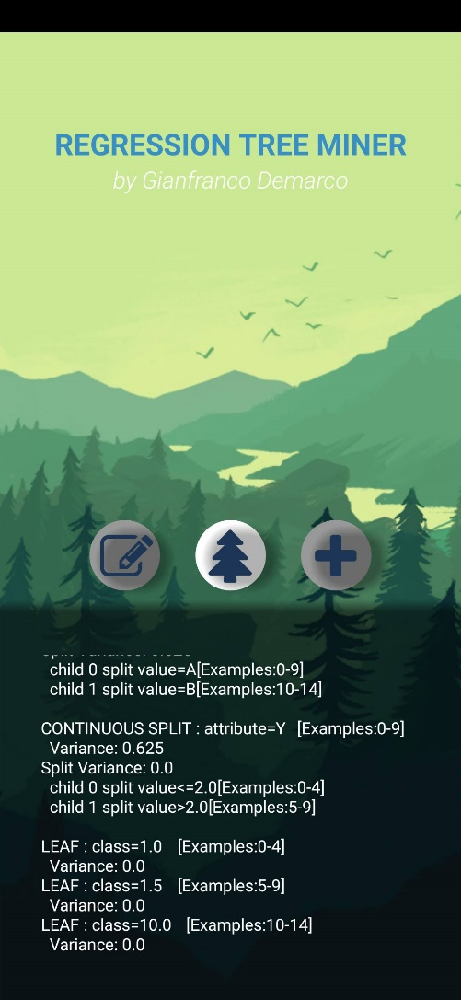 REGRESSION TREE MINER
by Gianfranco Demarco
child 0 split value=A[Examples:0-9]
child 1 split value=B[Examples:10-14]
CONTINUOUS SPLIT : attribute=Y [Examples:0-9]
Variance: 0.625
Split Variance: 0.0
child 0 split value<=2.0[Examples:0-4]
child 1 split value>2.0[Examples:5-9]
LEAF : class=1.0 [Examples:0-4]
Variance: 0.0
LEAF : class=1.5 [Examples:5-9]
Variance: 0.0
LEAF : class=10.0 [Examples:10-14]
Variance: 0.0